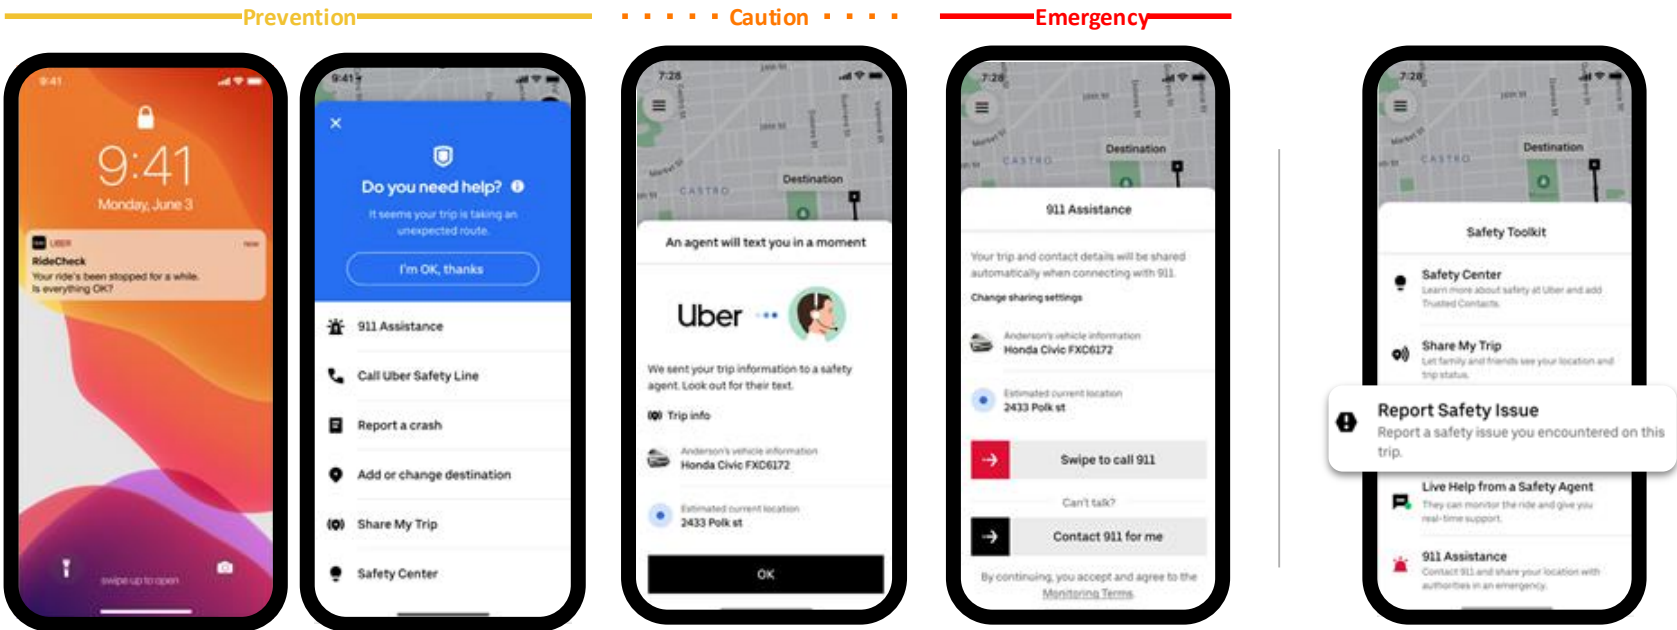 Prevention
Caution
Emergency
9:41
9:41
Monday, June 3
UBER
now
RideCheck
Your ride's been stopped for a while.
Is everything OK?
swipe up to open
9:41
Do you need help?
It seems your trip is taking an
unexpected route.
I'm OK, thanks
911 Assistance
Call Uber Safety Line
Report a crash
Add or change destination
Share My Trip
Safety Center
7:28
Market St
CASTRO
Destination
An agent will text you in a moment
Uber
We sent your trip information to a safety
agent. Look out for their text.
Trip info
Anderson's vehicle information
Honda Civic FXC6172
Estimated current location
2433 Polk st
OK
7:28
Market St
CASTRO
Destination
911 Assistance
Your trip and contact details will be shared
automatically when connecting with 911.
Change sharing settings
Anderson's vehicle information
Honda Civic FXC6172
Estimated current location
2433 Polk st
Swipe to call 911
Can't talk?
Contact 911 for me
By continuing, you accept and agree to the
Monitoring Terms.
7:28
Market St
CASTRO
Destination
Safety Toolkit
Safety Center
Learn more about safety at Uber and add
Trusted Contacts.
Share My Trip
Let family and friends see your location and
trip status.
Report Safety Issue
Report a safety issue you encountered on this
trip.
Live Help from a Safety Agent
They can monitor the ride and give you
real-time support.
911 Assistance
Contact 911 and share your location with
authorities in an emergency.